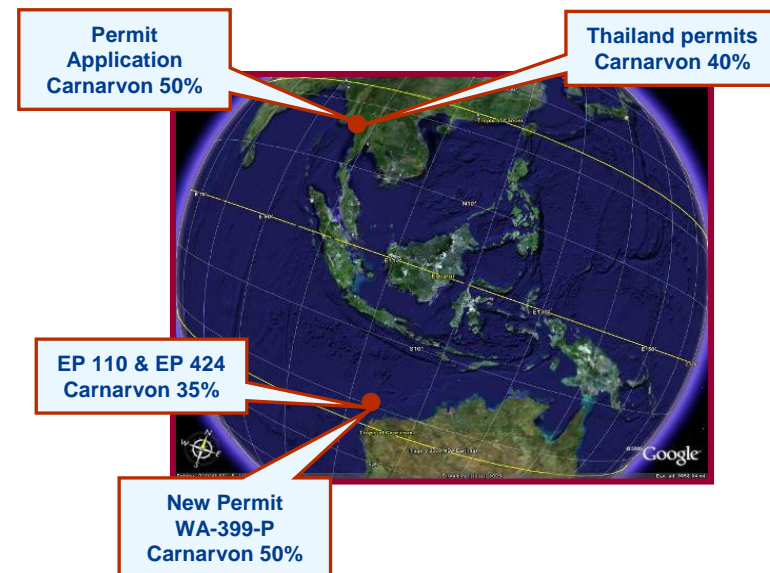 Permit
Application
Carnarvon 50%
Thailand permits
Carnarvon 40%
Equator
EP 110 & EP 424
Carnarvon 35%
New Permit
WA-399-P
Carnarvon 50%
N
W
E
S
Google